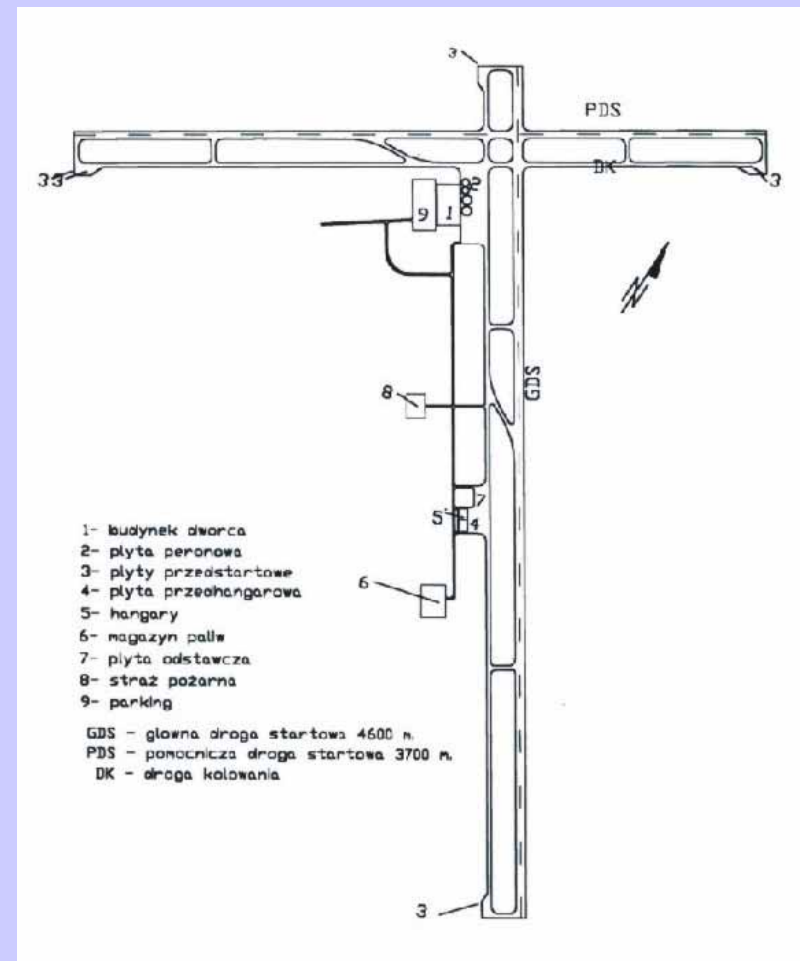 3
PDS
33
DK
3
2
9
1
N
8
GDS
7
5
4
6
1- budynek dworca
2- płyta peronowa
3- płyty przedstartowe
4- płyta przedhangarowa
5- hangary
6- magazyn paliw
7- płyta odstawcza
8- straż pożarna
9- parking
GDS - głowna droga startowa 4600 m.
PDS - pomocnicza droga startowa 3700 m.
DK - droga kołowania
3